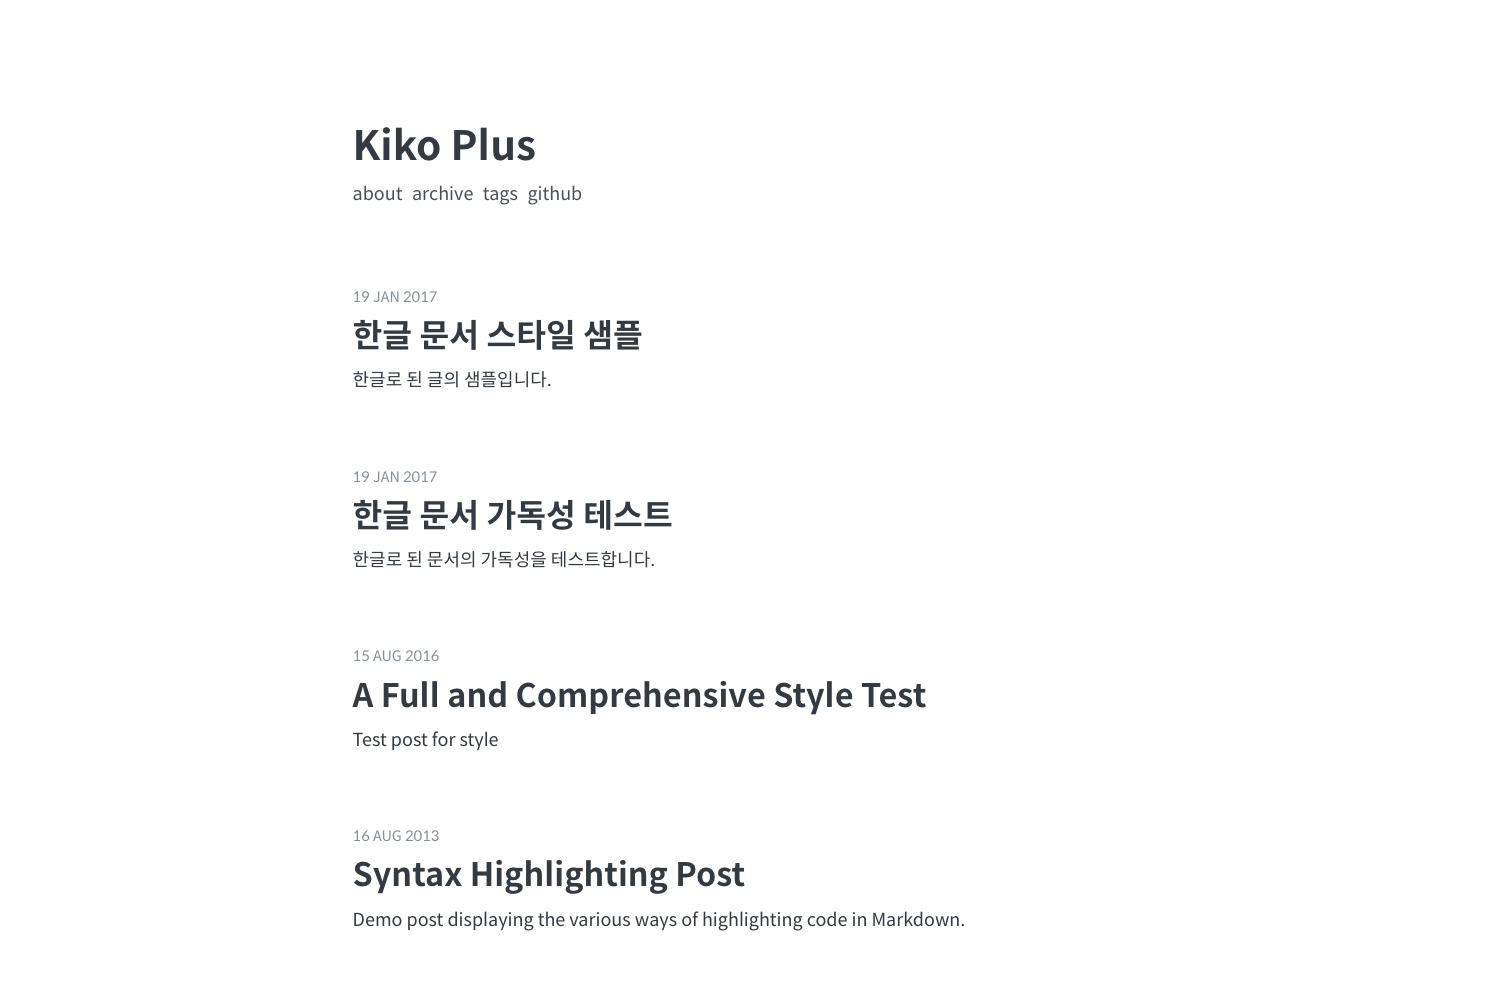 Kiko Plus
about archive tags github
19 JAN 2017
한글 문서 스타일 샘플
한글로 된 글의 샘플입니다.
19 JAN 2017
한글 문서 가독성 테스트
한글로 된 문서의 가독성을 테스트합니다.
15 AUG 2016
A Full and Comprehensive Style Test
Test post for style
16 AUG 2013
Syntax Highlighting Post
Demo post displaying the various ways of highlighting code in Markdown.